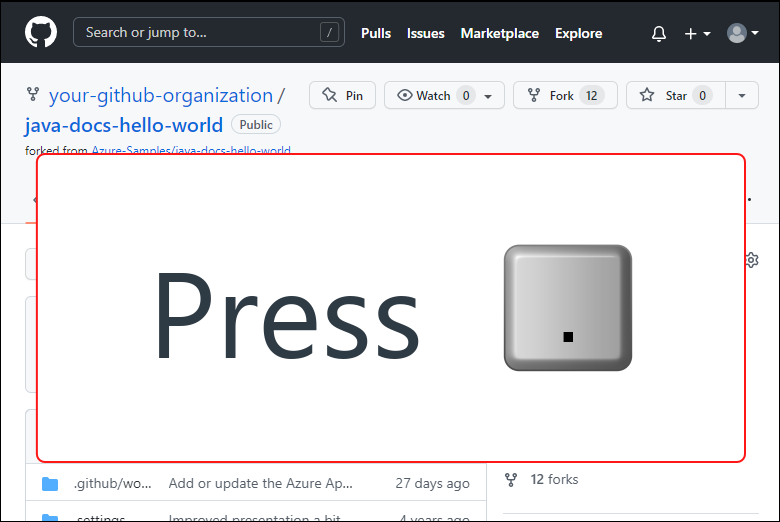 Search or jump to... /
Pulls Issues Marketplace Explore
your-github-organization /
java-docs-hello-world Public
Pin
Watch 0
Fork 12
Star 0
forked from Azure-Samples/java-docs-hello-world
Press .
.github/wo... Add or update the Azure Ap... 27 days ago
12 forks
.settings Improved presentation a bit 4 years ago